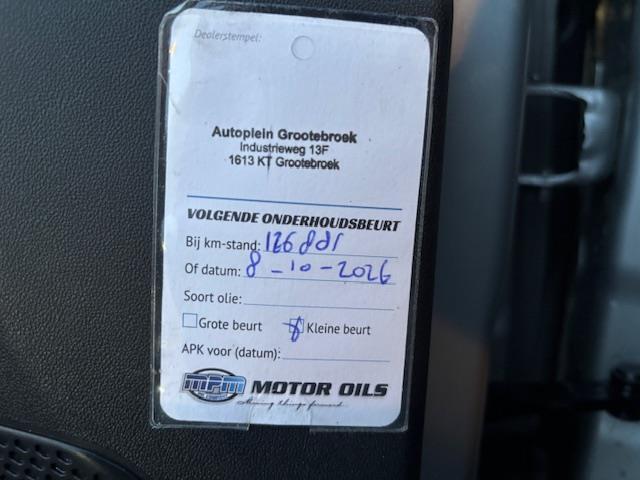 Dealerstempel:
Autoplein Grootebroek
Industrieweg 13F
1613 KT Grootebroek
VOLGENDE ONDERHOUDSBEURT
Bij km-stand:
Of datum: 8-10-2026
Soort olie:
Grote beurt Kleine beurt
APK voor (datum):
MPM MOTOR OILS